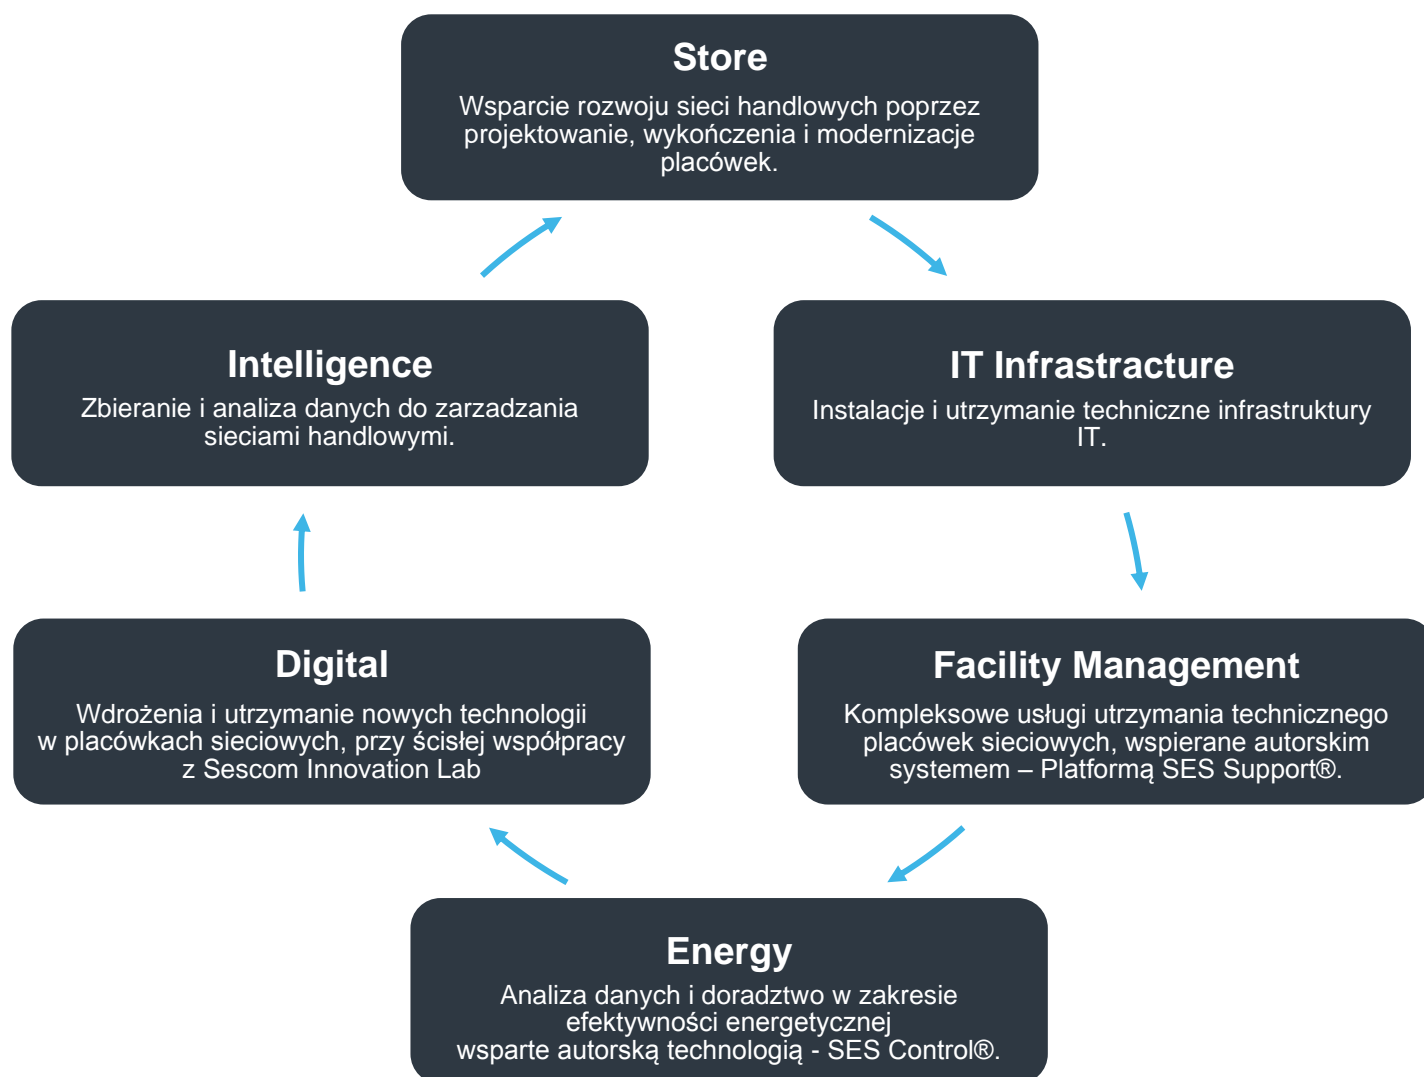 Store
Wsparcie rozwoju sieci handlowych poprzez
projektowanie, wykończenia i modernizacje
placówek.
IT Infrastracture
Instalacje i utrzymanie techniczne infrastruktury
IT.
Facility Management
Kompleksowe usługi utrzymania technicznego
placówek sieciowych, wspierane autorskim
systemem – Platformą SES Support®.
Energy
Analiza danych i doradztwo w zakresie
efektywności energetycznej
wsparte autorską technologią - SES Control®.
Digital
Wdrożenia i utrzymanie nowych technologii
w placówkach sieciowych, przy ścisłej współpracy
z Sescom Innovation Lab
Intelligence
Zbieranie i analiza danych do zarzadzania
sieciami handlowymi.